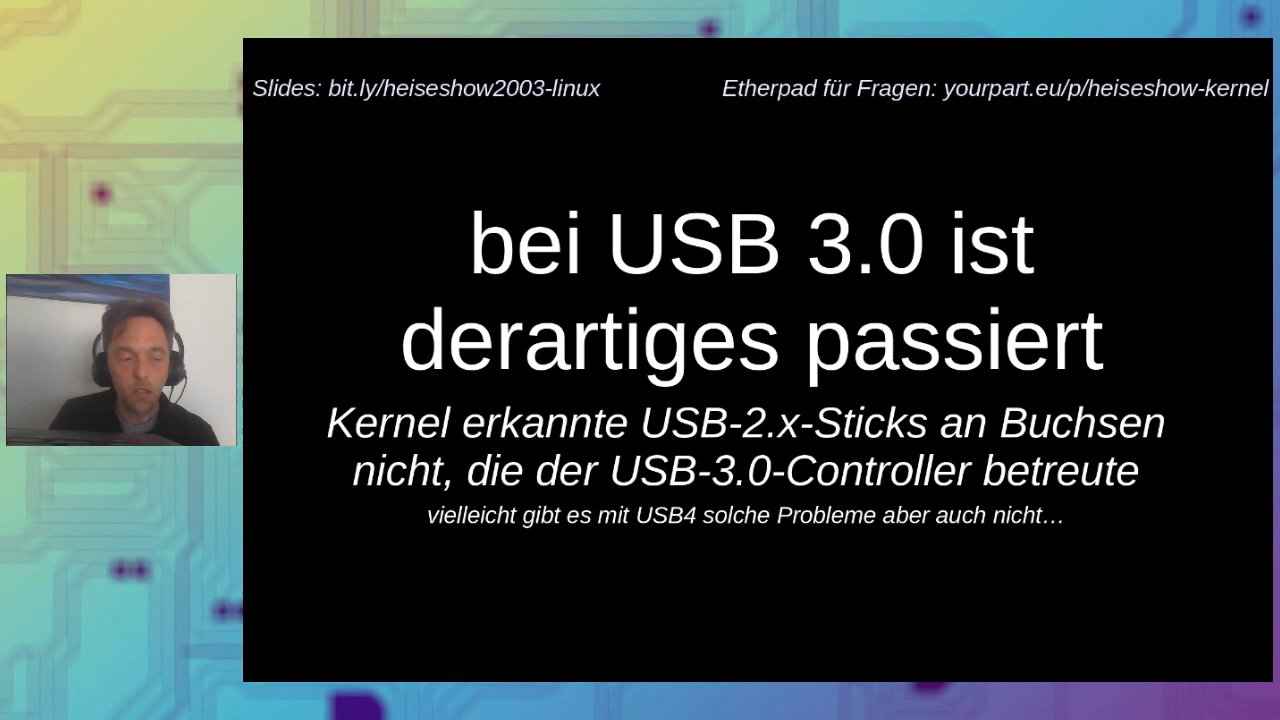 Slides: bit.ly/heiseshow2003-linux
Etherpad für Fragen: yourpart.eu/p/heiseshow-kernel
bei USB 3.0 ist
derartiges passiert
Kernel erkannte USB-2.x-Sticks an Buchsen
nicht, die der USB-3.0-Controller betreute
vielleicht gibt es mit USB4 solche Probleme aber auch nicht…